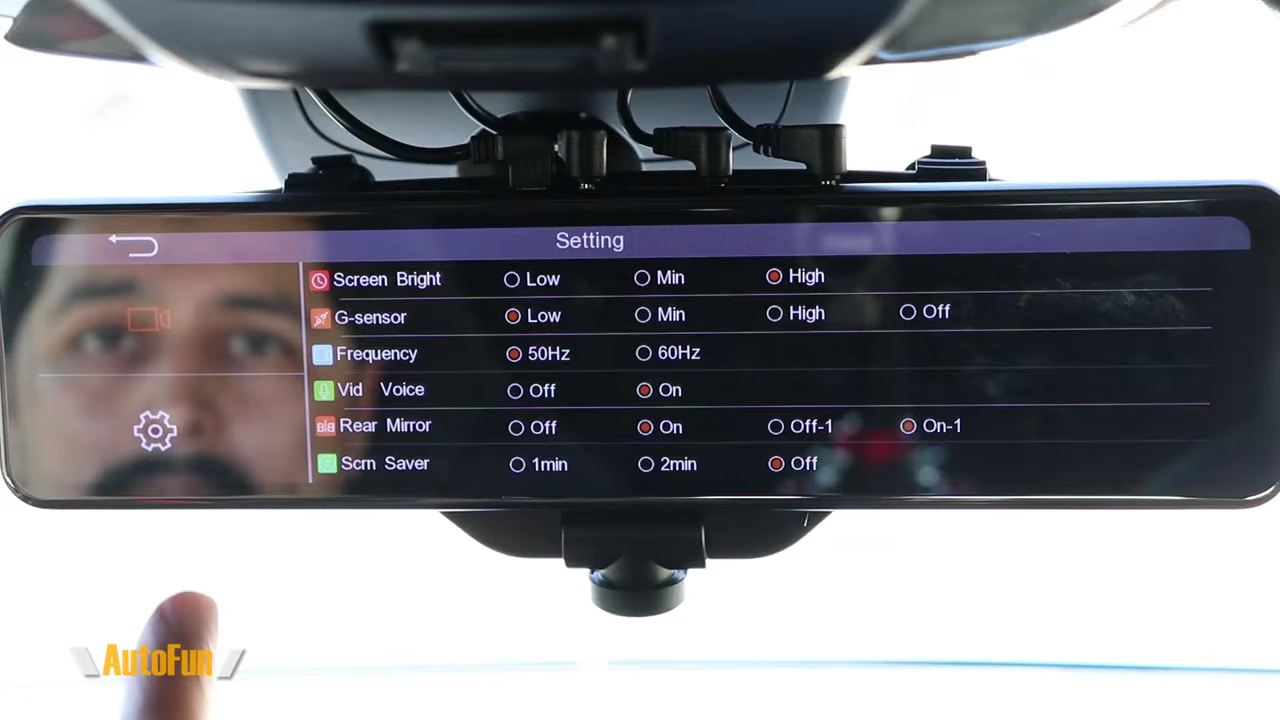 Setting
Screen Bright Low Min High
G-sensor Low Min High Off
Frequency 50Hz 60Hz
Vid Voice Off On
Rear Mirror Off On Off-1 On-1
Scrn Saver 1min 2min Off
AutoFun